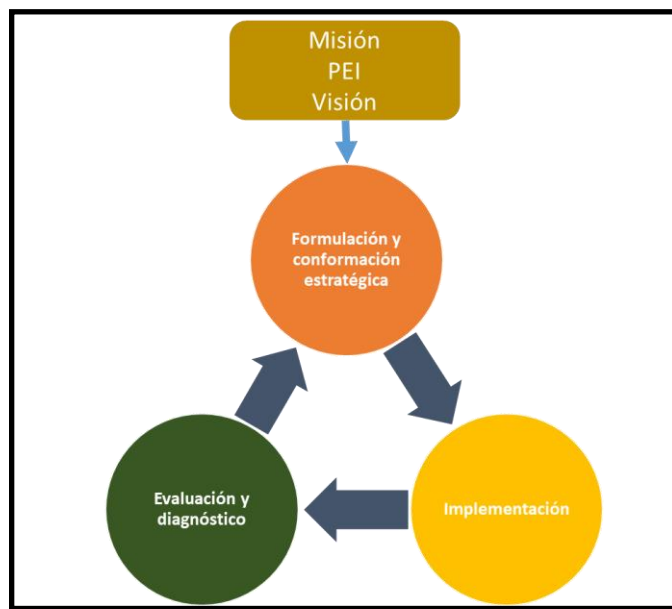 Misión
PEI
Visión
Formulación y
conformación
estratégica
Evaluación y
diagnóstico
Implementación